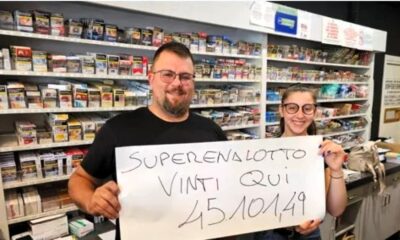 SUPERENALOTTO
VINTI QUI
45101,49